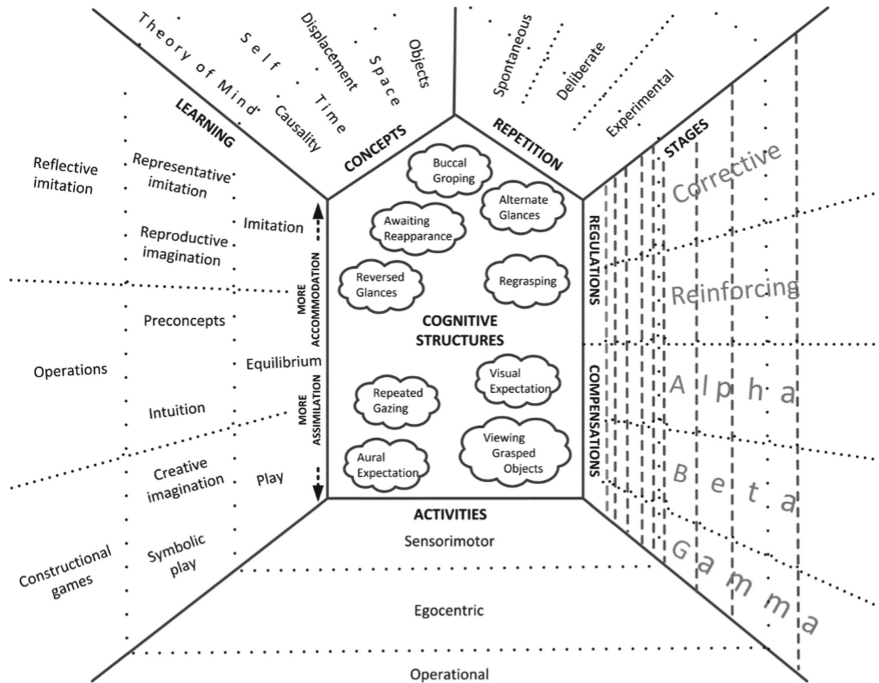 Theory of Mind
Self
Displacement
Time
Space
Objects
Causality
LEARNING
CONCEPTS
Spontaneous
Deliberate
Experimental
REPETITION
STAGES
Reflective
imitation
Representative
imitation
Imitation
Reproductive
imagination
Preconcepts
Operations
Equilibrium
Intuition
Creative
imagination
Play
Constructional
games
Symbolic
play
MORE
ACCOMMODATION
MORE
ASSIMILATION
Buccal
Groping
Alternate
Glances
Awaiting
Reapparance
Reversed
Glances
Regrasping
COGNITIVE
STRUCTURES
Visual
Expectation
Repeated
Gazing
Viewing
Grasped
Objects
Aural
Expectation
REGULATIONS
COMPENSATIONS
Corrective
Reinforcing
Alpha
Beta
Gamma
ACTIVITIES
Sensorimotor
Egocentric
Operational